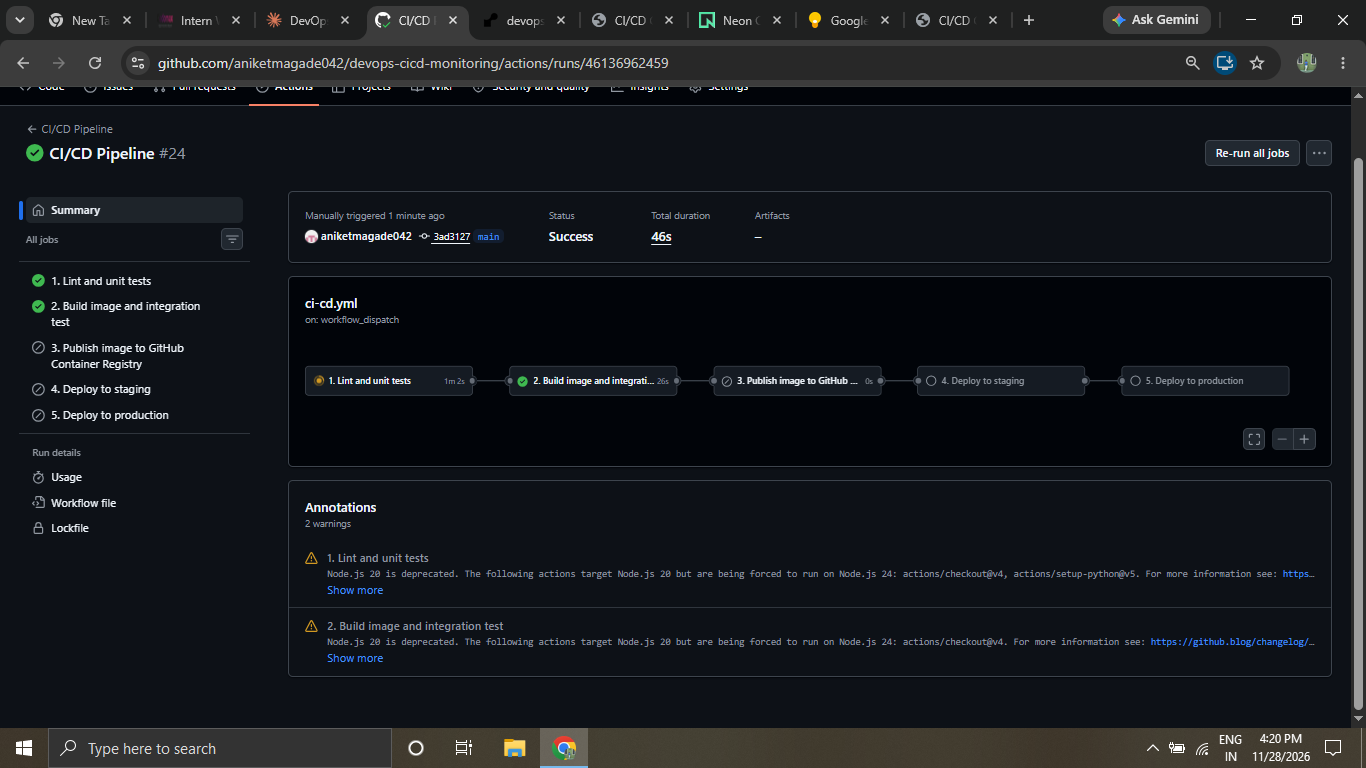 New Ta
Intern
DevOp
CI/CD
devops
CI/CD
Neon
Google
CI/CD
Ask Gemini
github.com/aniketmagade042/devops-cicd-monitoring/actions/runs/46136962459
Code
Issues
Pull requests
Actions
Projects
Wiki
Security and quality
Insights
Settings
CI/CD Pipeline
CI/CD Pipeline #24
Re-run all jobs
Summary
All jobs
1. Lint and unit tests
2. Build image and integration
test
3. Publish image to GitHub
Container Registry
4. Deploy to staging
5. Deploy to production
Run details
Usage
Workflow file
Lockfile
Manually triggered 1 minute ago
aniketmagade042 3ad3127 main
Status
Success
Total duration
46s
Artifacts
–
ci-cd.yml
on: workflow_dispatch
1. Lint and unit tests 1m 2s
2. Build image and integrati... 26s
3. Publish image to GitHub ... 0s
4. Deploy to staging
5. Deploy to production
Annotations
2 warnings
1. Lint and unit tests
Node.js 20 is deprecated. The following actions target Node.js 20 but are being forced to run on Node.js 24: actions/checkout@v4, actions/setup-python@v5. For more information see: https...
Show more
2. Build image and integration test
Node.js 20 is deprecated. The following actions target Node.js 20 but are being forced to run on Node.js 24: actions/checkout@v4. For more information see: https://github.blog/changelog/...
Show more
Type here to search
ENG
IN
4:20 PM
11/28/2026